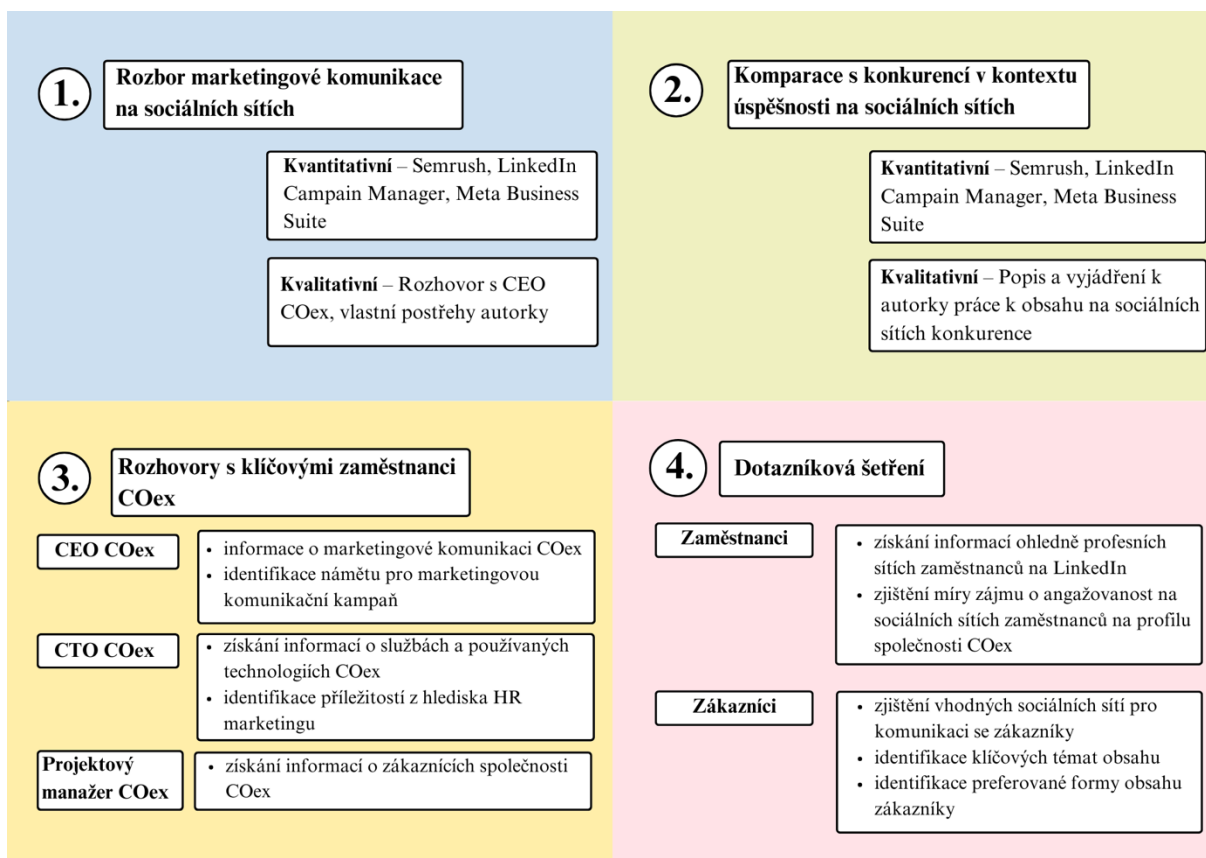 1.
Rozbor marketingové komunikace
na sociálních sítích
Kvantitativní – Semrush, LinkedIn
Campain Manager, Meta Business
Suite
Kvalitativní – Rozhovor s CEO
COex, vlastní postřehy autorky
2.
Komparace s konkurencí v kontextu
úspěšnosti na sociálních sítích
Kvantitativní – Semrush, LinkedIn
Campain Manager, Meta Business
Suite
Kvalitativní – Popis a vyjádření k
autorky práce k obsahu na sociálních
sítích konkurence
3.
Rozhovory s klíčovými zaměstnanci
COex
CEO COex
• informace o marketingové komunikaci COex
• identifikace námětu pro marketingovou
komunikační kampaň
CTO COex
• získání informací o službách a používaných
technologiích COex
• identifikace příležitostí z hlediska HR
marketingu
Projektový
manažer COex
• získání informací o zákaznících společnosti
COex
4.
Dotazníková šetření
Zaměstnanci
• získání informací ohledně profesních
sítích zaměstnanců na LinkedIn
• zjištění míry zájmu o angažovanost na
sociálních sítích zaměstnanců na profilu
společnosti COex
Zákazníci
• zjištění vhodných sociálních sítí pro
komunikaci se zákazníky
• identifikace klíčových témat obsahu
• identifikace preferované formy obsahu
zákazníky